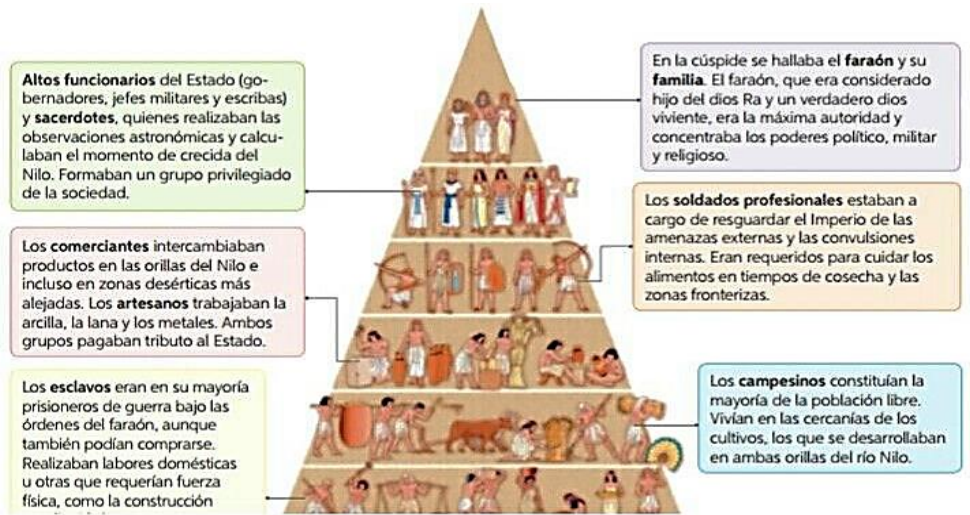 Altos funcionarios del Estado (go-
bernadores, jefes militares y escribas)
y sacerdotes, quienes realizaban las
observaciones astronómicas y calcu-
laban el momento de crecida del
Nilo. Formaban un grupo privilegiado
de la sociedad.
En la cúspide se hallaba el faraón y su
familia. El faraón, que era considerado
hijo del dios Ra y un verdadero dios
viviente, era la máxima autoridad y
concentraba los poderes político, militar
y religioso.
Los soldados profesionales estaban a
cargo de resguardar el Imperio de las
amenazas externas y las convulsiones
internas. Eran requeridos para cuidar los
alimentos en tiempos de cosecha y las
zonas fronterizas.
Los comerciantes intercambiaban
productos en las orillas del Nilo e
incluso en zonas desérticas más
alejadas. Los artesanos trabajaban la
arcilla, la lana y los metales. Ambos
grupos pagaban tributo al Estado.
Los campesinos constituían la
mayoría de la población libre.
Vivían en las cercanías de los
cultivos, los que se desarrollaban
en ambas orillas del río Nilo.
Los esclavos eran en su mayoría
prisioneros de guerra bajo las
órdenes del faraón, aunque
también podían comprarse.
Realizaban labores domésticas
u otras que requerían fuerza
física, como la construcción